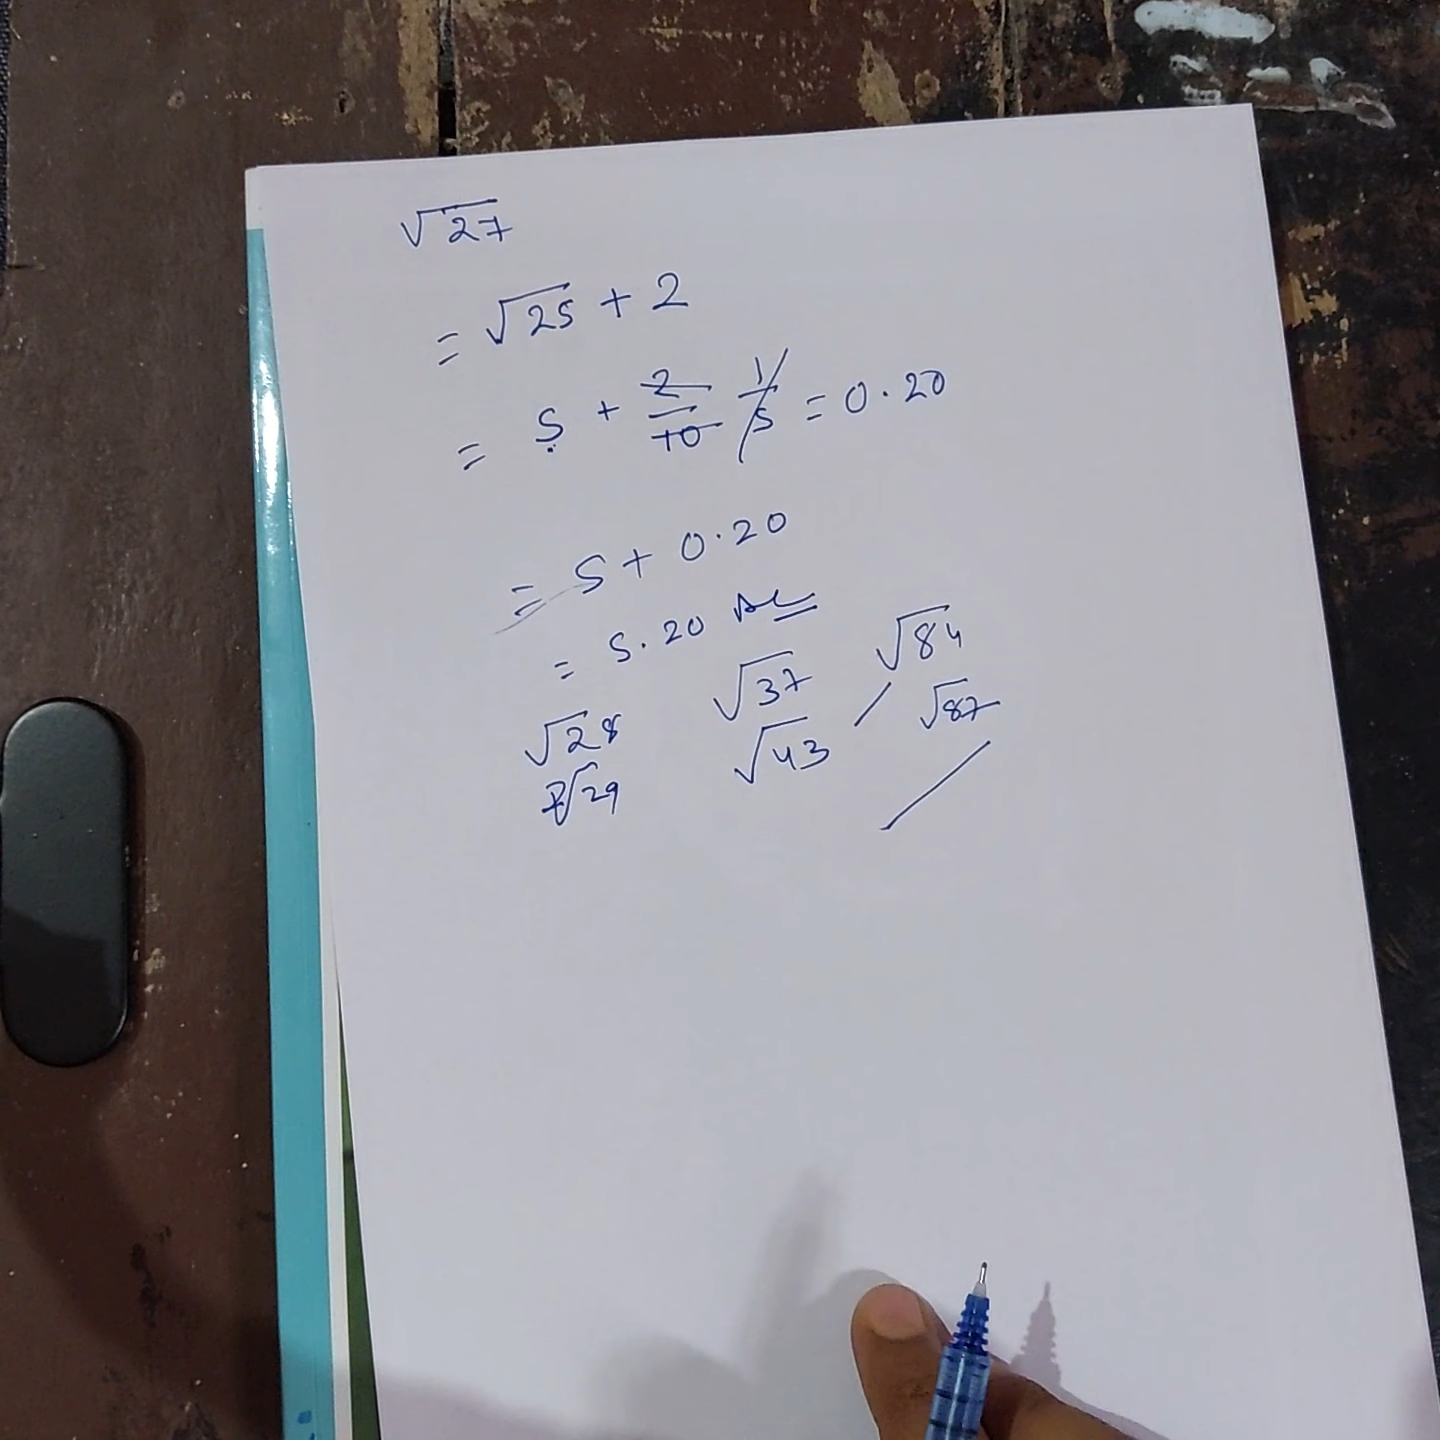 √27
= √25 + 2
= 5 + 2/10 1/5 = 0.20
= 5 + 0.20
= 5.20 Ans
√37 √84
√28 √43 √87
√29